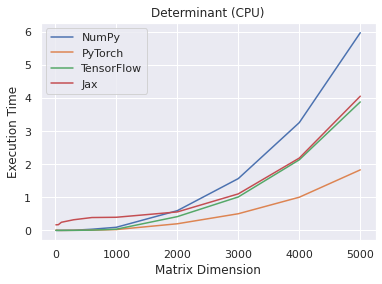 Determinant (CPU)
NumPy
PyTorch
TensorFlow
Jax
Execution Time
6
5
4
3
2
1
0
0 1000 2000 3000 4000 5000
Matrix Dimension